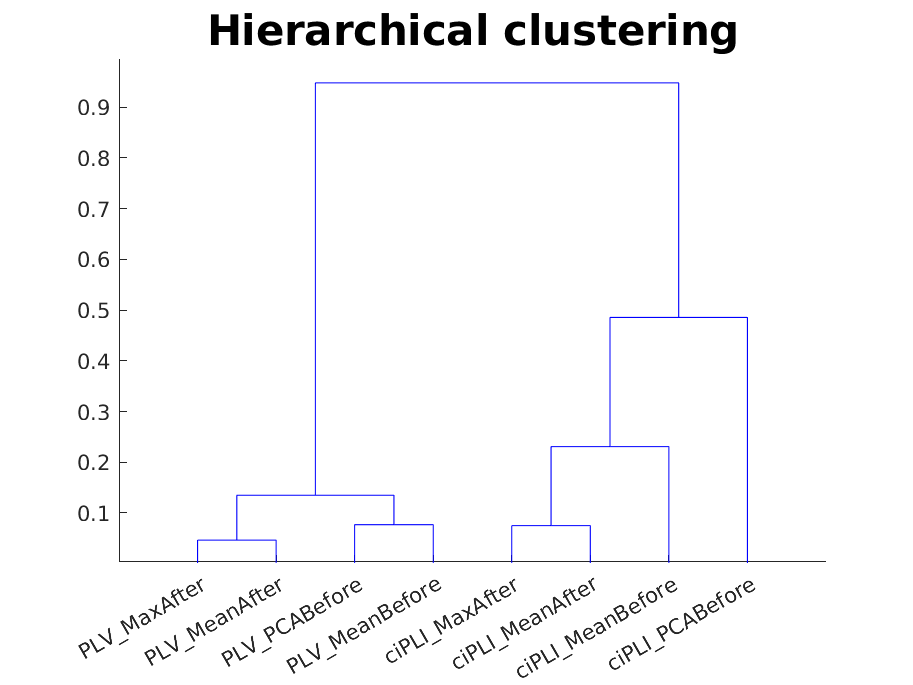 Hierarchical clustering
0.9
0.8
0.7
0.6
0.5
0.4
0.3
0.2
0.1
PLV_MaxAfter
PLV_MeanAfter
PLV_PCABefore
PLV_MeanBefore
ciPLI_MaxAfter
ciPLI_MeanAfter
ciPLI_MeanBefore
ciPLI_PCABefore